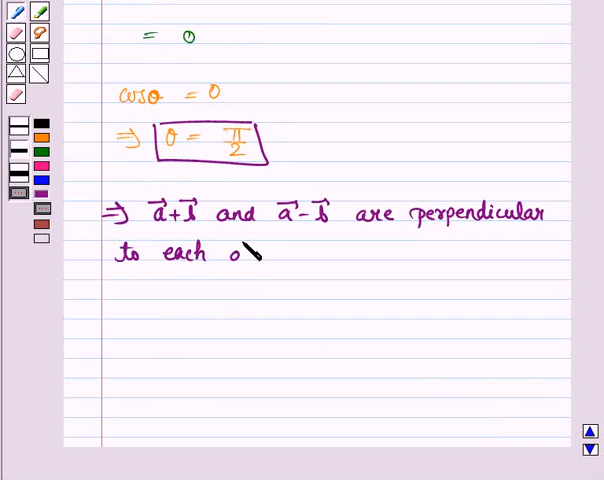 = 0
cosθ = 0
⇒ θ = π/2
⇒ a⃗+b⃗ and a⃗-b⃗ are perpendicular
to each o